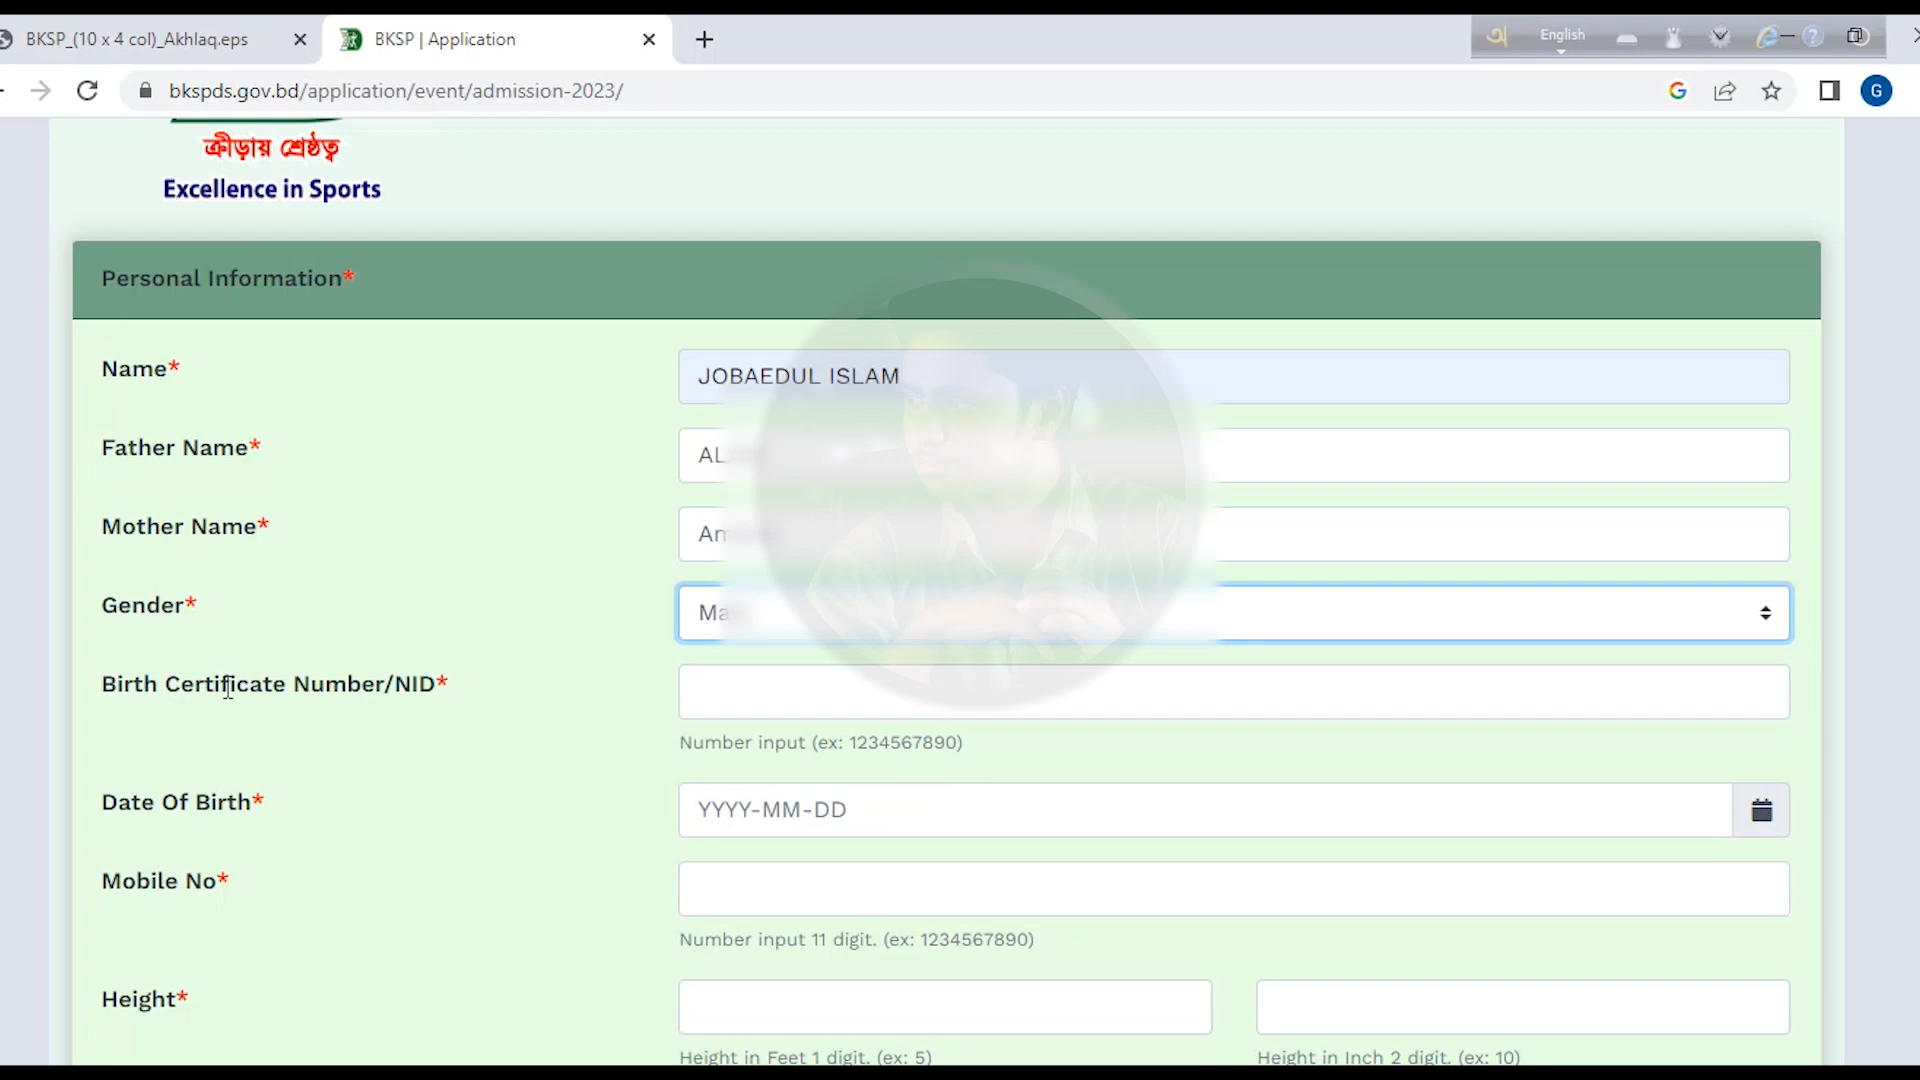 BKSP_(10 x 4 col)_Akhlaq.eps
BKSP | Application
English
bkspds.gov.bd/application/event/admission-2023/
G
ক্রীড়ায় শ্রেষ্ঠত্ব
Excellence in Sports
Personal Information*
Name*
JOBAEDUL ISLAM
Father Name*
Mother Name*
Gender*
Birth Certificate Number/NID*
Number input (ex: 1234567890)
Date Of Birth*
YYYY-MM-DD
Mobile No*
Number input 11 digit. (ex: 1234567890)
Height*
Height in Feet 1 digit. (ex: 5)
Height in Inch 2 digit. (ex: 10)